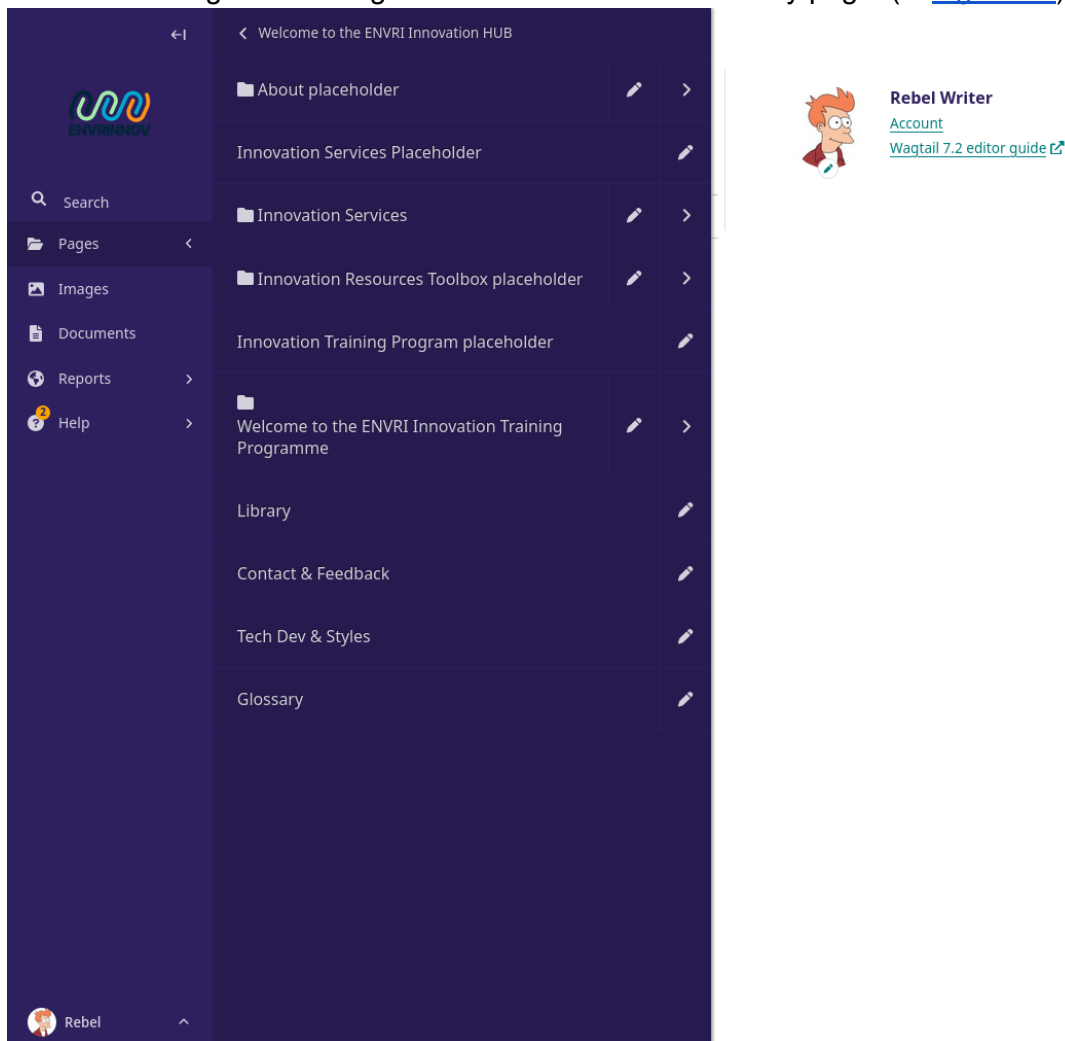 Welcome to the ENVRI Innovation HUB
ENVRINNOV
Search
Pages
Images
Documents
Reports
2
Help
Rebel
About placeholder
Innovation Services Placeholder
Innovation Services
Innovation Resources Toolbox placeholder
Innovation Training Program placeholder
Welcome to the ENVRI Innovation Training
Programme
Library
Contact & Feedback
Tech Dev & Styles
Glossary
Rebel Writer
Account
Wagtail 7.2 editor guide